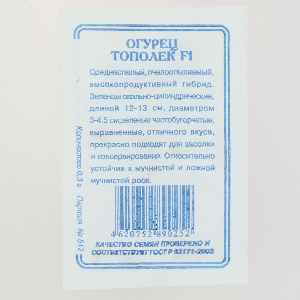 ОГУРЕЦ
ТОПОЛЕК F1
Среднеспелый, пчелоопыляемый,
высокопродуктивный гибрид.
Зеленцы овально-цилиндрические,
длиной 12-13 см, диаметром
3-4,5 см, зеленые частобугорчатые,
выравненные, отличного вкуса,
прекрасно подходят для засолки
и консервирования. Относительно
устойчив к мучнистой и ложной
мучнистой росе.
4620752890252
КАЧЕСТВО СЕМЯН ПРОВЕРЕНО И
СООТВЕТСТВУЕТ ГОСТ Р 52171-2003
Количество 0,3 г Партия № 512